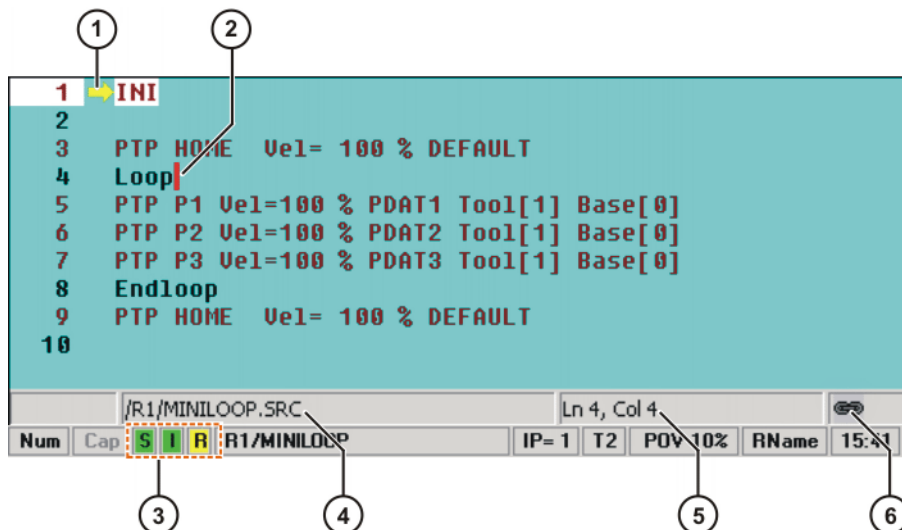 1 2
1 INI
2
3 PTP HOME Vel= 100 % DEFAULT
4 Loop
5 PTP P1 Vel=100 % PDAT1 Tool[1] Base[0]
6 PTP P2 Vel=100 % PDAT2 Tool[1] Base[0]
7 PTP P3 Vel=100 % PDAT3 Tool[1] Base[0]
8 Endloop
9 PTP HOME Vel= 100 % DEFAULT
10
/R1/MINILOOP.SRC Ln 4, Col 4
Num Cap S I R R1/MINILOOP IP= 1 T2 POV 10% RName 15:41
3 4 5 6